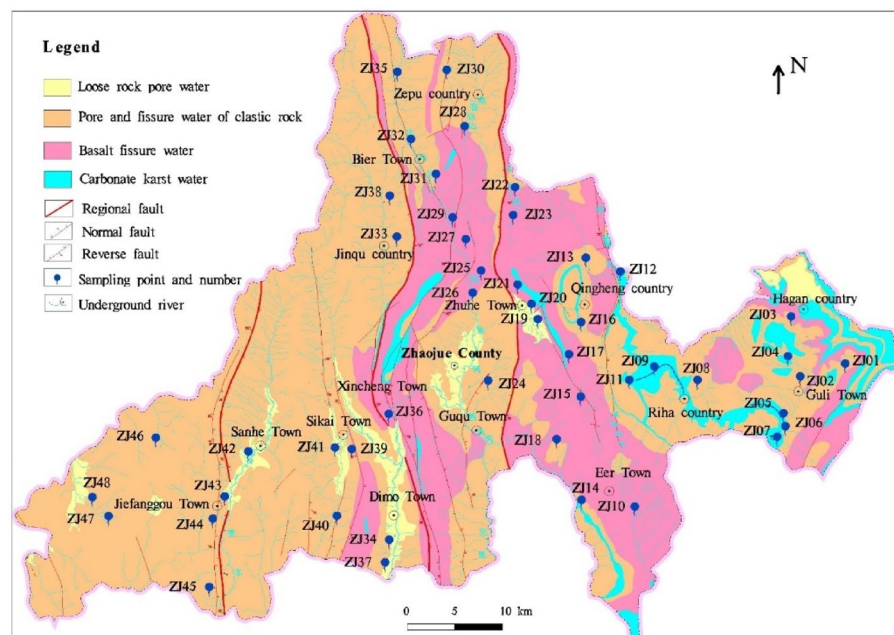 Legend
Loose rock pore water
Pore and fissure water of clastic rock
Basalt fissure water
Carbonate karst water
Regional fault
Normal fault
Reverse fault
Sampling point and number
Underground river
N
ZJ35
ZJ30
Zepu country
ZJ28
ZJ32
Bier Town
ZJ31
ZJ22
ZJ38
ZJ29
ZJ23
ZJ33
ZJ27
Jinqu country
ZJ13
ZJ12
ZJ25
ZJ21
Qingheng country
ZJ26
ZJ20
Zhuhe Town
Hagan country
ZJ19
ZJ16
ZJ03
Zhaojue County
ZJ17
ZJ04
ZJ01
ZJ09
ZJ08
ZJ02
Xincheng Town
ZJ24
ZJ11
Guli Town
ZJ15
Riha country
ZJ36
ZJ05
Guqu Town
ZJ06
Sikai Town
ZJ07
ZJ46
Sanhe Town
ZJ18
ZJ42
ZJ41
ZJ39
Eer Town
ZJ48
ZJ43
ZJ14
Jiefanggou Town
Dimo Town
ZJ10
ZJ47
ZJ44
ZJ40
ZJ34
ZJ37
ZJ45
0 5 10 km